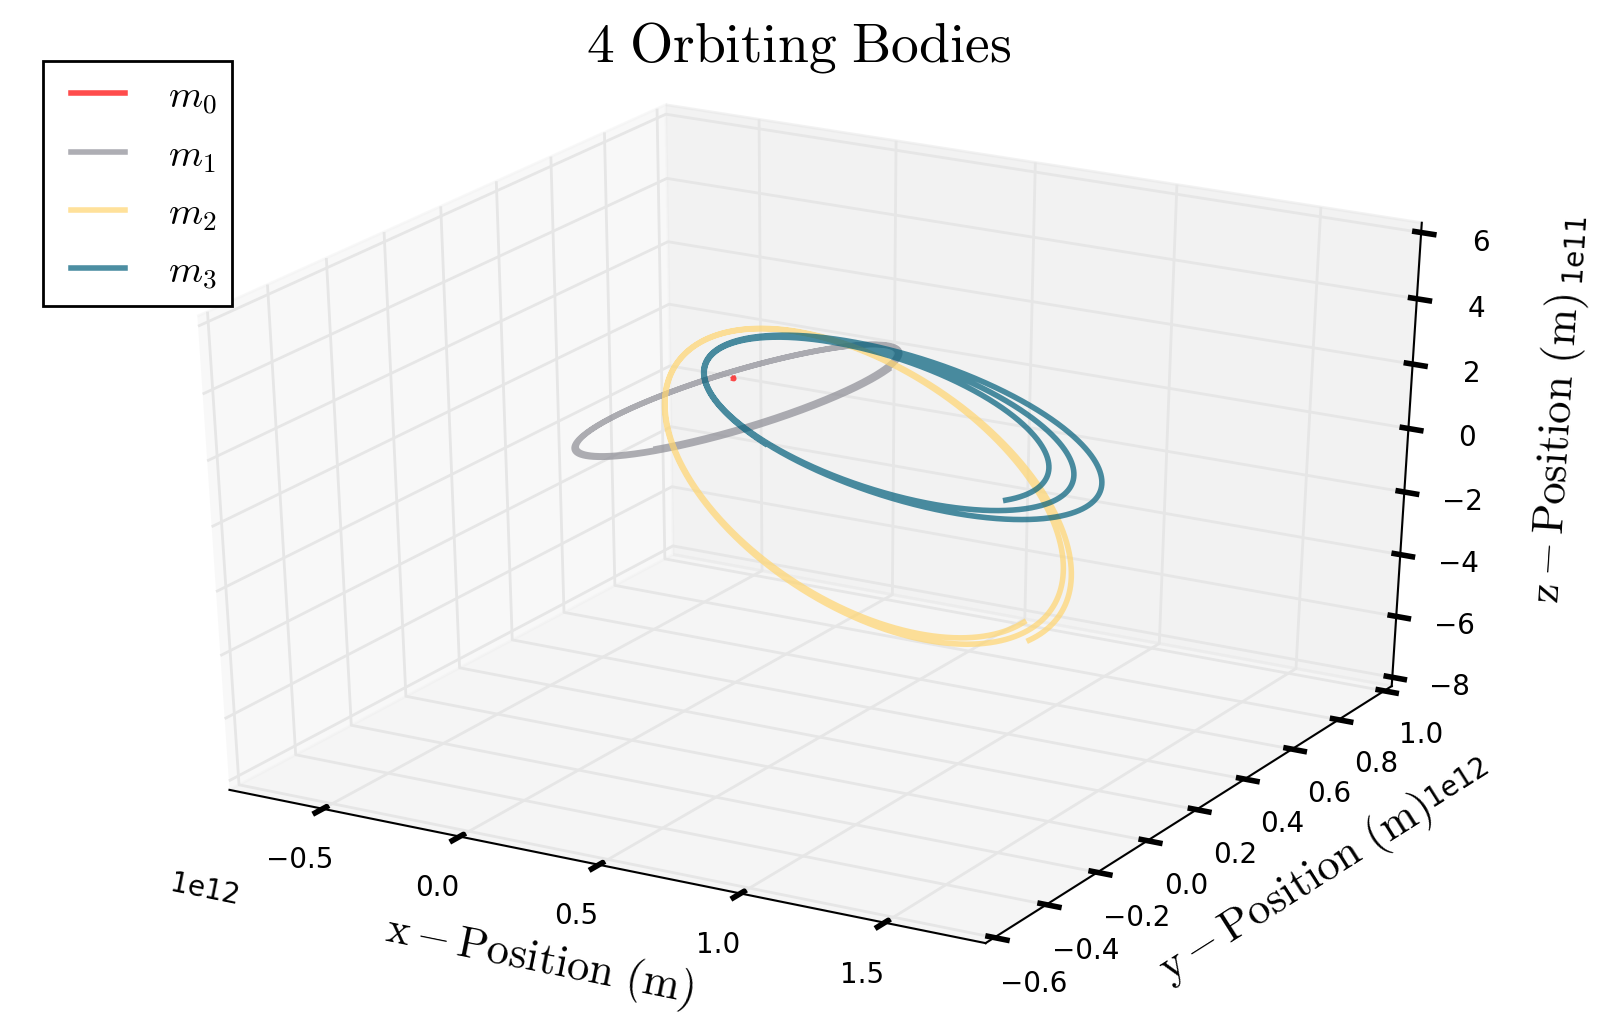 4 Orbiting Bodies
m₀
m₁
m₂
m₃
6
4
2
0
−2
−4
−6
−8
z − Position (m)
1e11
1.0
0.8
0.6
0.4
0.2
0.0
−0.2
−0.4
−0.6
y − Position (m)
1e12
−0.5
0.0
0.5
1.0
1.5
1e12
x − Position (m)